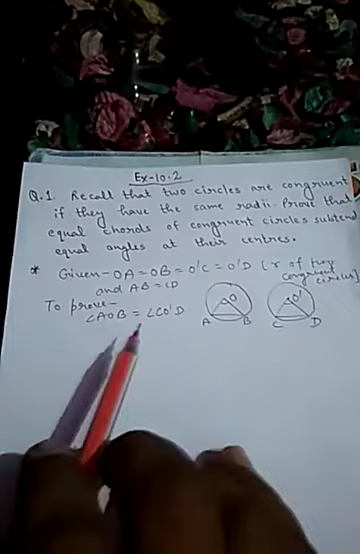 Ex-10.2
Q.1 Recall that two circles are congruent
if they have the same radii. Prove that
equal chords of congruent circles subtend
equal angles at their centres.
* Given- OA = OB = O'C = O'D (r of two
congruent
circles)
and AB = CD
To prove-
∠AOB = ∠CO'D
O
A B
O'
C D